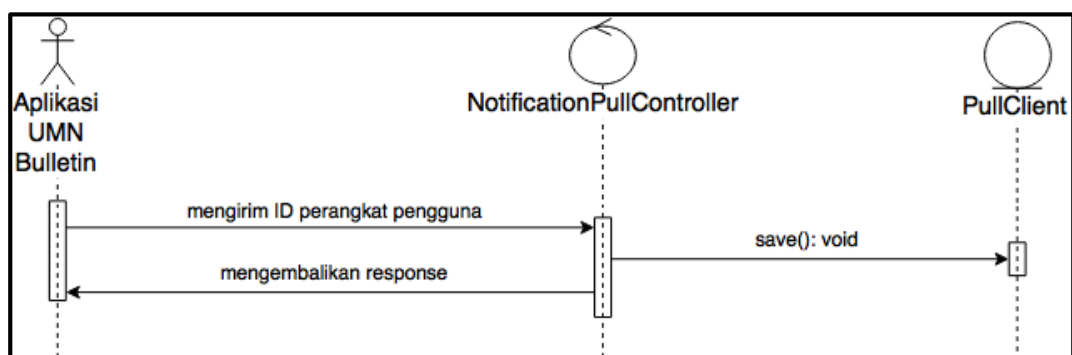 Aplikasi
UMN
Bulletin
NotificationPullController
PullClient
mengirim ID perangkat pengguna
save(): void
mengembalikan response